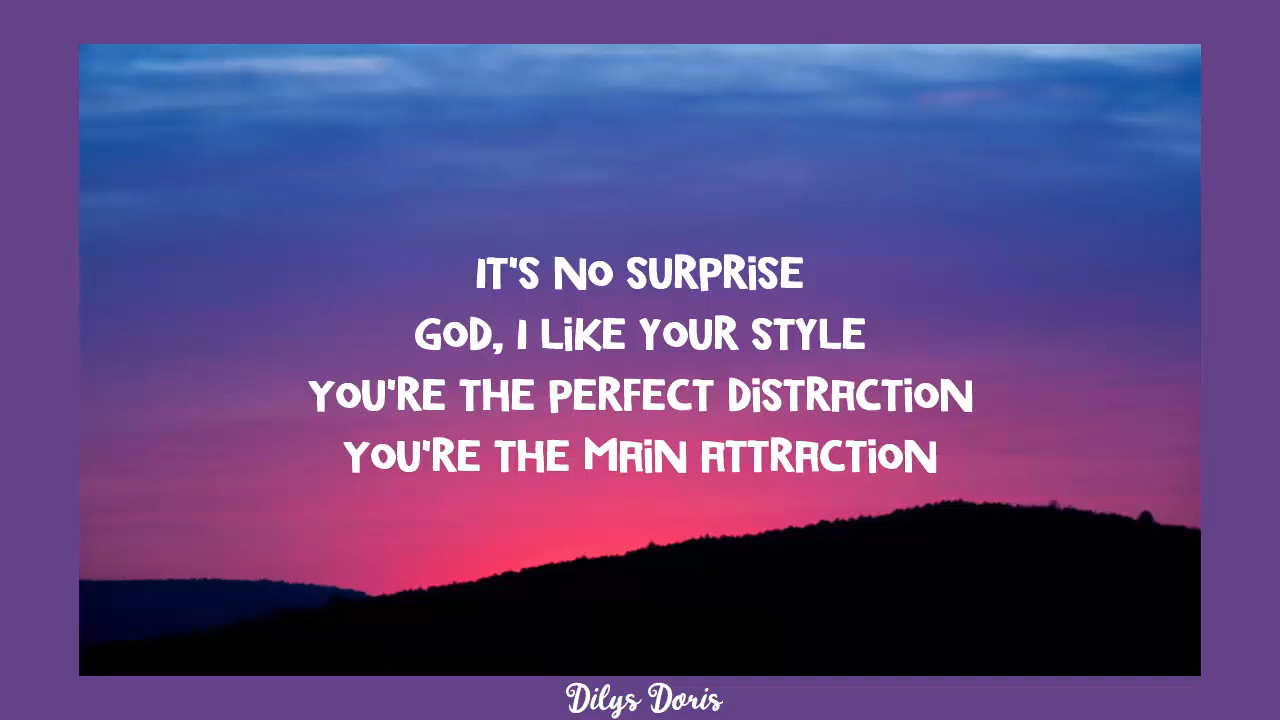 IT'S NO SURPRISE
GOD, I LIKE YOUR STYLE
YOU'RE THE PERFECT DISTRACTION
YOU'RE THE MAIN ATTRACTION
Dilys Doris